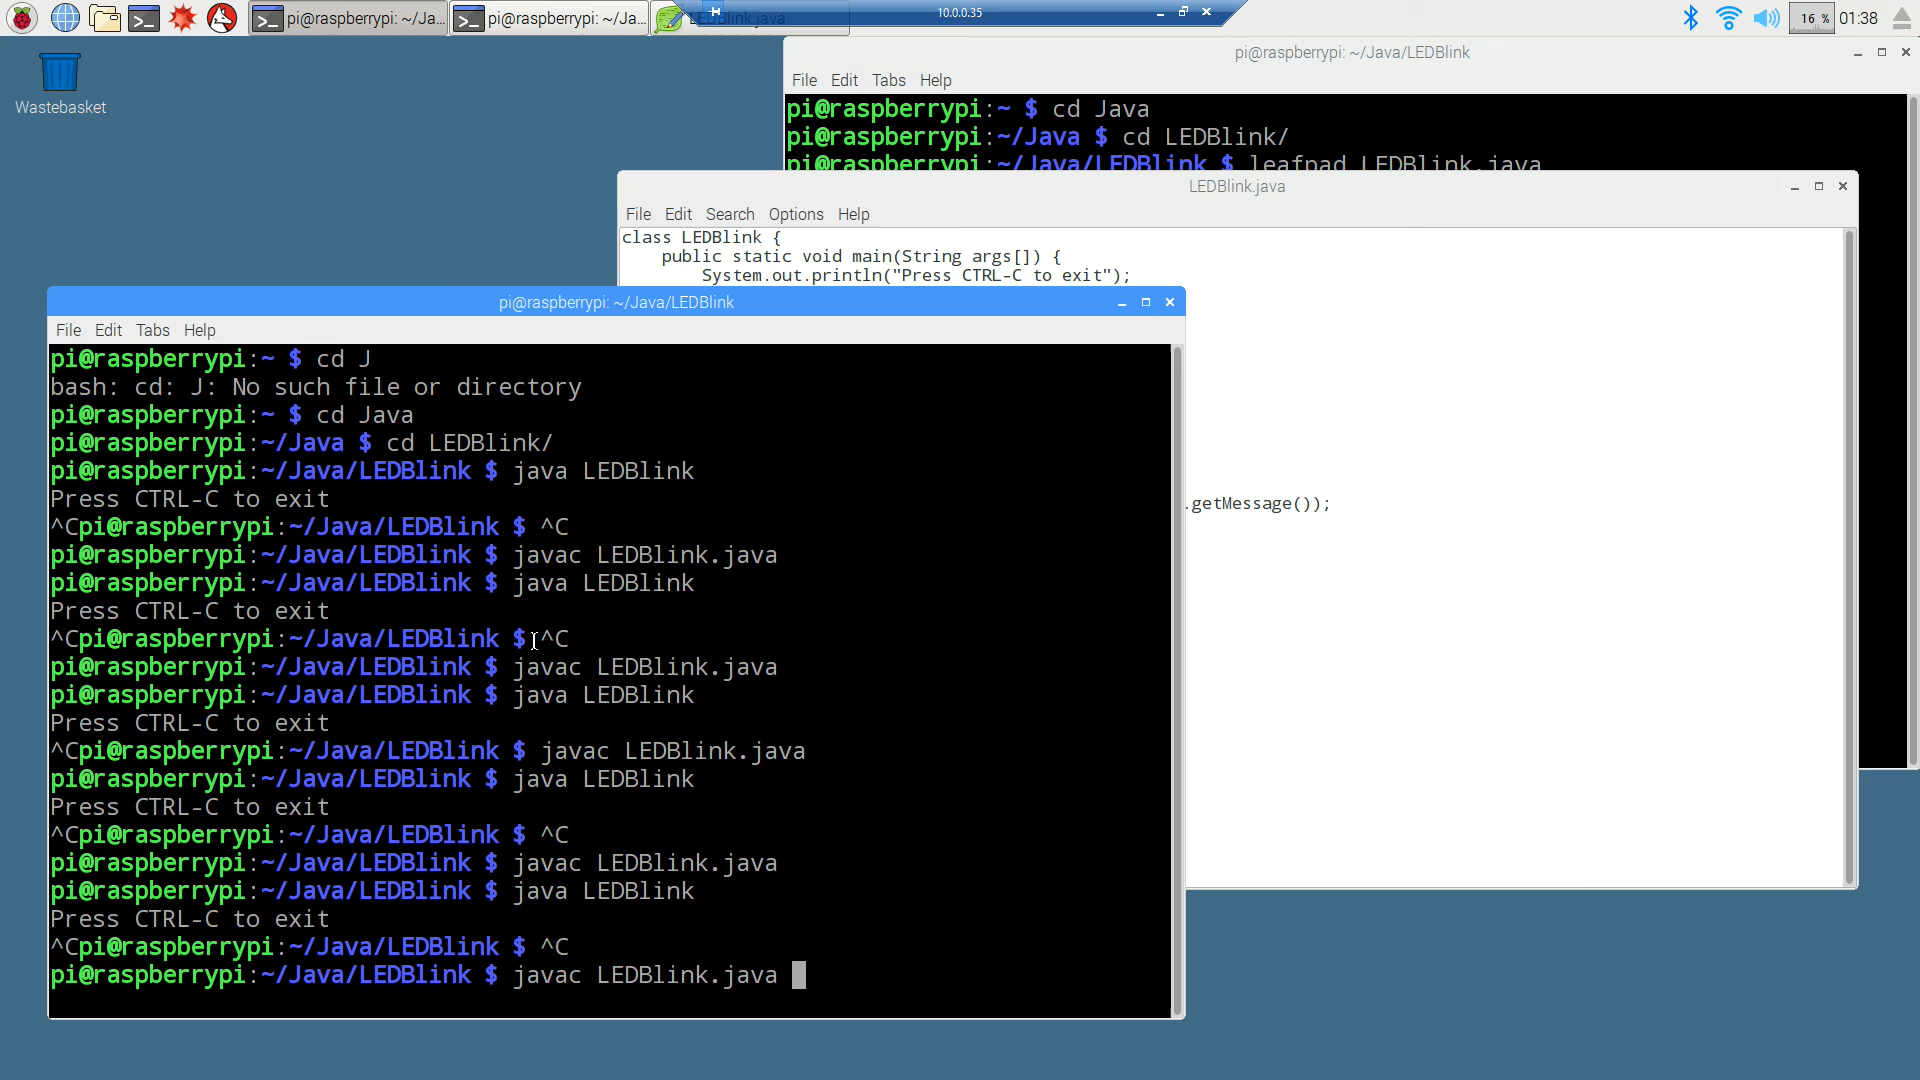 pi@raspberrypi: ~/Ja...
pi@raspberrypi: ~/Ja...
LEDBlink.java
10.0.0.35
16 %
01:38
Wastebasket
pi@raspberrypi: ~/Java/LEDBlink
File Edit Tabs Help
pi@raspberrypi:~ $ cd Java
pi@raspberrypi:~/Java $ cd LEDBlink/
pi@raspberrypi:~/Java/LEDBlink $ leafpad LEDBlink.java
LEDBlink.java
File Edit Search Options Help
class LEDBlink {
public static void main(String args[]) {
System.out.println("Press CTRL-C to exit");
.getMessage());
pi@raspberrypi: ~/Java/LEDBlink
File Edit Tabs Help
pi@raspberrypi:~ $ cd J
bash: cd: J: No such file or directory
pi@raspberrypi:~ $ cd Java
pi@raspberrypi:~/Java $ cd LEDBlink/
pi@raspberrypi:~/Java/LEDBlink $ java LEDBlink
Press CTRL-C to exit
^Cpi@raspberrypi:~/Java/LEDBlink $ ^C
pi@raspberrypi:~/Java/LEDBlink $ javac LEDBlink.java
pi@raspberrypi:~/Java/LEDBlink $ java LEDBlink
Press CTRL-C to exit
^Cpi@raspberrypi:~/Java/LEDBlink $ ^C
pi@raspberrypi:~/Java/LEDBlink $ javac LEDBlink.java
pi@raspberrypi:~/Java/LEDBlink $ java LEDBlink
Press CTRL-C to exit
^Cpi@raspberrypi:~/Java/LEDBlink $ javac LEDBlink.java
pi@raspberrypi:~/Java/LEDBlink $ java LEDBlink
Press CTRL-C to exit
^Cpi@raspberrypi:~/Java/LEDBlink $ ^C
pi@raspberrypi:~/Java/LEDBlink $ javac LEDBlink.java
pi@raspberrypi:~/Java/LEDBlink $ java LEDBlink
Press CTRL-C to exit
^Cpi@raspberrypi:~/Java/LEDBlink $ ^C
pi@raspberrypi:~/Java/LEDBlink $ javac LEDBlink.java